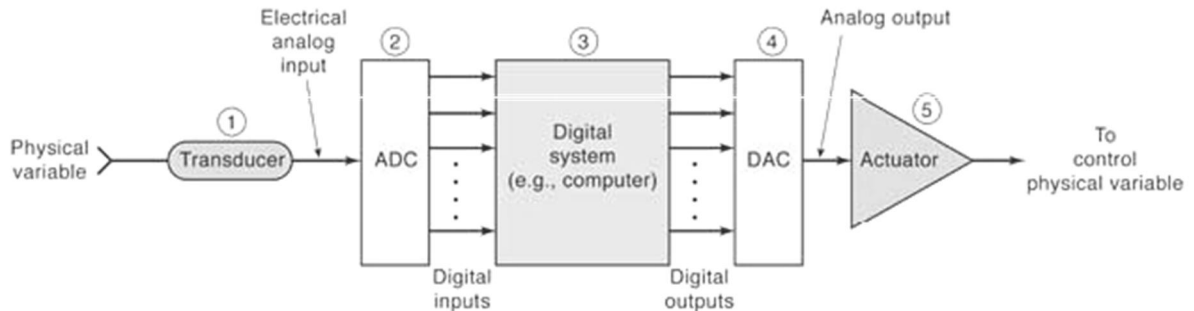 Electrical
analog
input
Analog output
①
②
③
④
⑤
Physical
variable
Transducer
ADC
Digital
system
(e.g., computer)
DAC
Actuator
To
control
physical variable
Digital
inputs
Digital
outputs